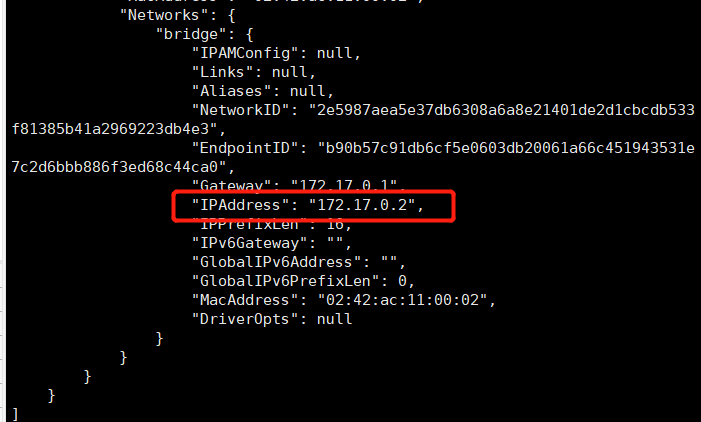 "Networks": {
"bridge": {
"IPAMConfig": null,
"Links": null,
"Aliases": null,
"NetworkID": "2e5987aea5e37db6308a6a8e21401de2d1cbcdb533
f81385b41a2969223db4e3",
"EndpointID": "b90b57c91db6cf5e0603db20061a66c451943531e
7c2d6bbb886f3ed68c44ca0",
"Gateway": "172.17.0.1",
"IPAddress": "172.17.0.2",
"IPPrefixLen": 16,
"IPv6Gateway": "",
"GlobalIPv6Address": "",
"GlobalIPv6PrefixLen": 0,
"MacAddress": "02:42:ac:11:00:02",
"DriverOpts": null
}
}
}
}
]